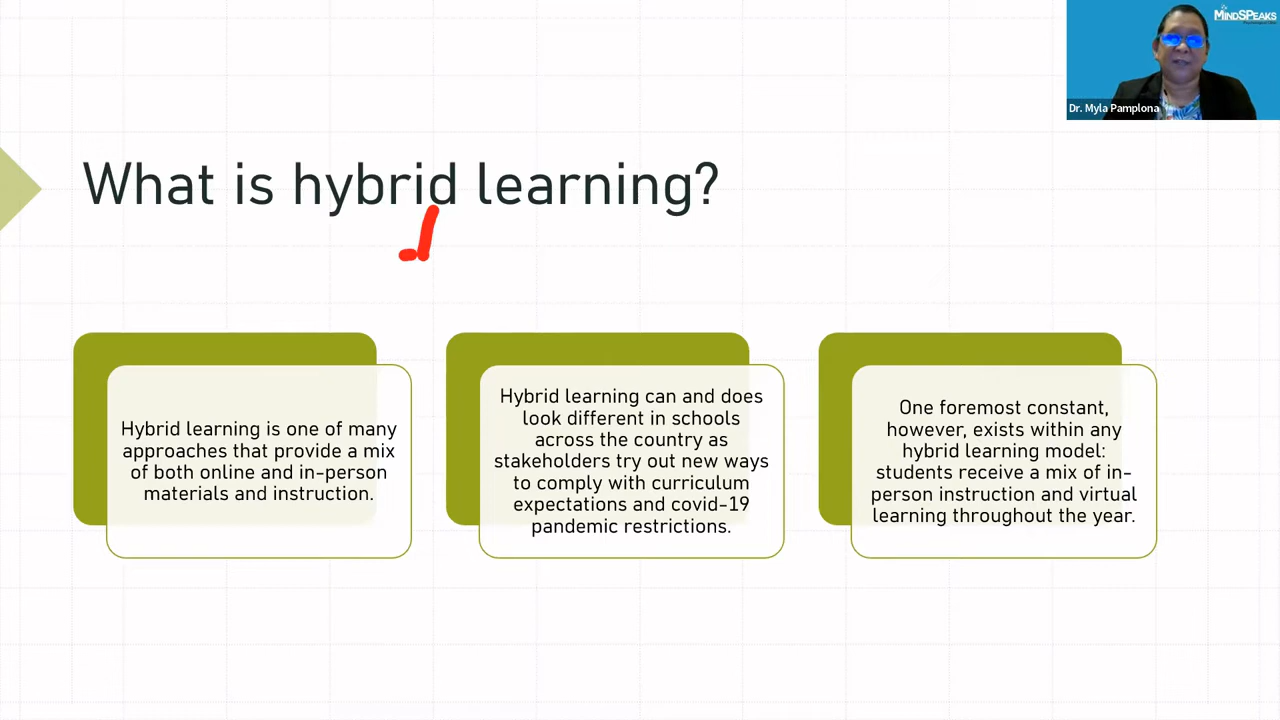 MindSPeaks
Dr. Myla Pamplona
What is hybrid learning?
Hybrid learning is one of many
approaches that provide a mix
of both online and in-person
materials and instruction.
Hybrid learning can and does
look different in schools
across the country as
stakeholders try out new ways
to comply with curriculum
expectations and covid-19
pandemic restrictions.
One foremost constant,
however, exists within any
hybrid learning model:
students receive a mix of in-
person instruction and virtual
learning throughout the year.